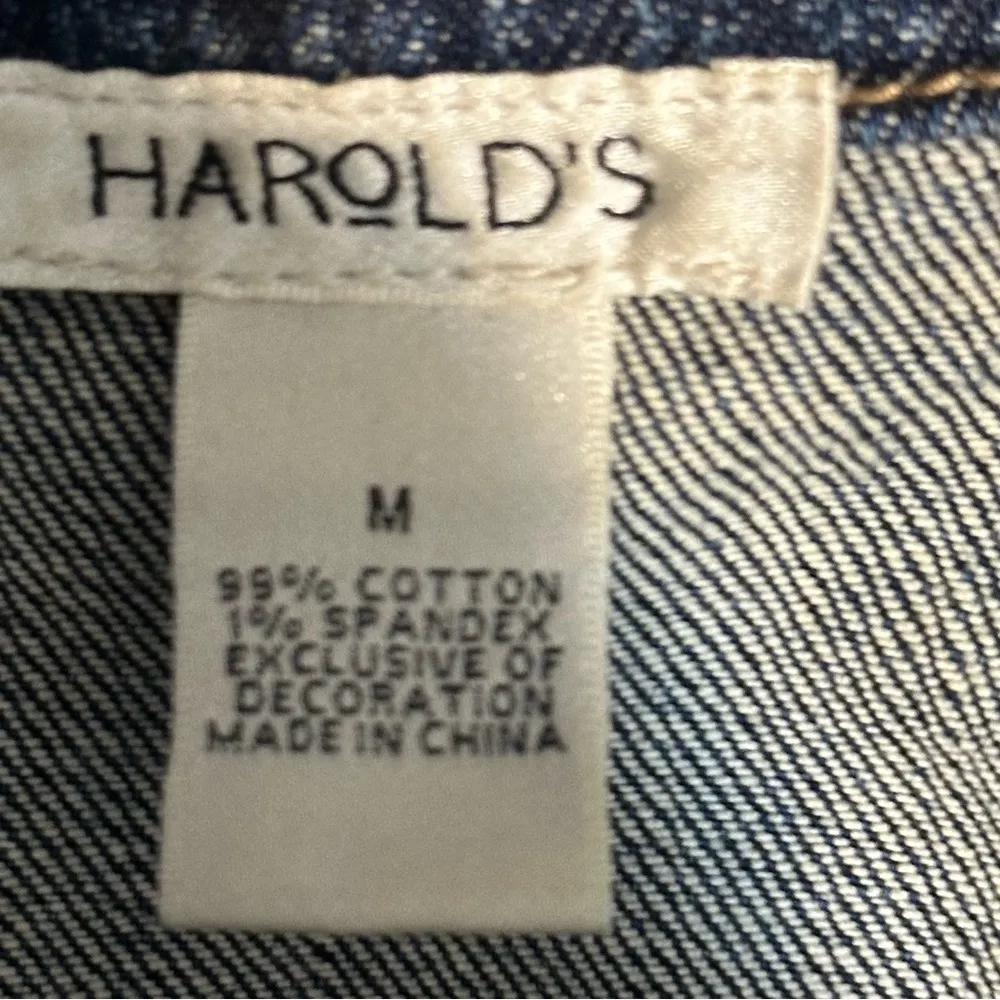 HAROLD'S
M
99% COTTON
1% SPANDEX
EXCLUSIVE OF
DECORATION
MADE IN CHINA